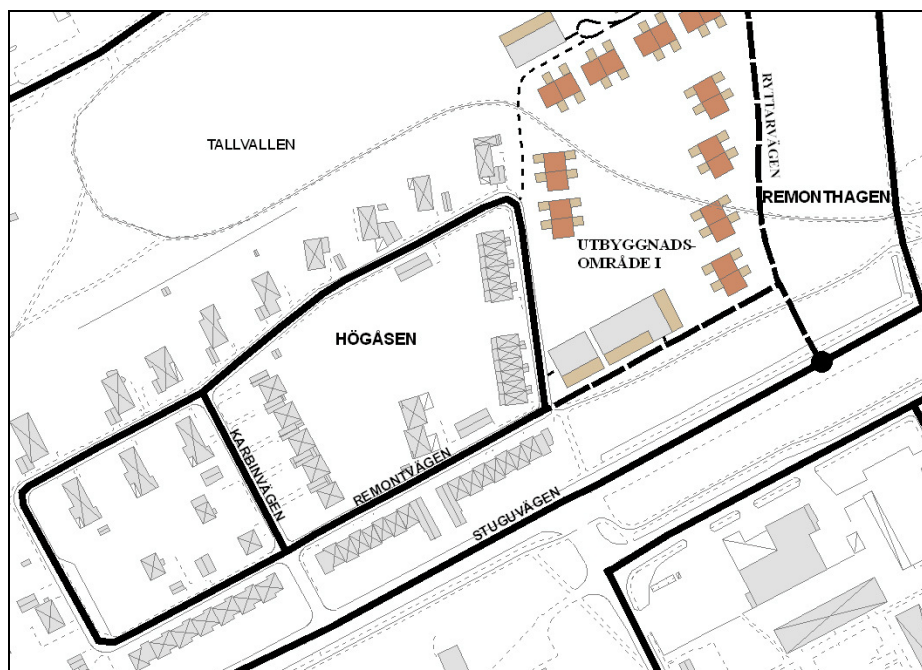 TALLVALLEN
RYTTARVÄGEN
REMONTHAGEN
UTBYGGNADS-
OMRÅDE I
HÖGÅSEN
KARBINVÄGEN
REMONTVÄGEN
STUGUVÄGEN